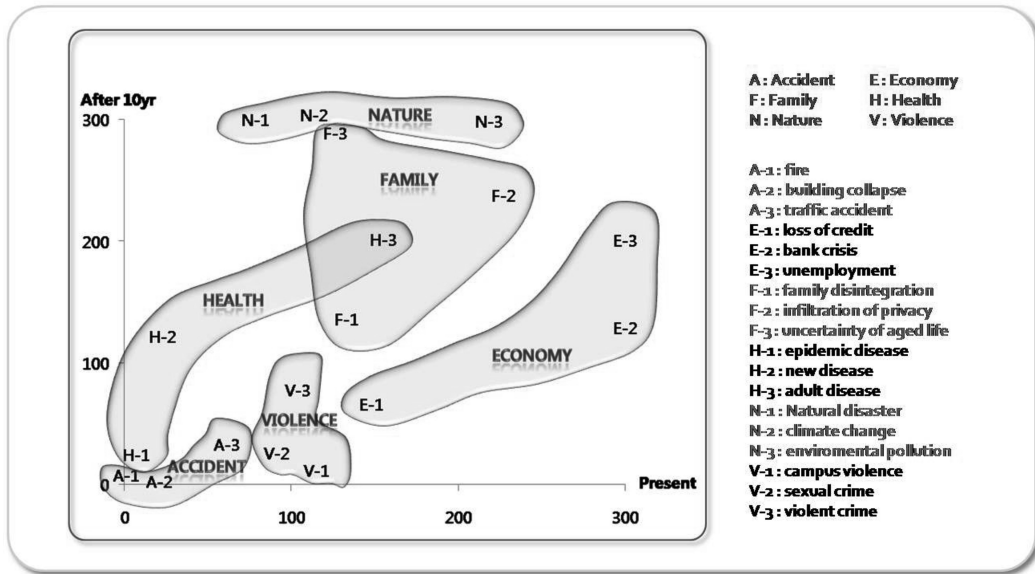 After 10yr
300
N-1
N-2
NATURE
N-3
F-3
FAMILY
F-2
200
H-3
E-3
HEALTH
H-2
F-1
E-2
ECONOMY
100
V-3
E-1
VIOLENCE
A-3
H-1
V-2
ACCIDENT
V-1
A-1
A-2
0
Present
0 100 200 300
A : Accident E : Economy
F : Family H : Health
N : Nature V : Violence
A-1 : fire
A-2 : building collapse
A-3 : traffic accident
E-1 : loss of credit
E-2 : bank crisis
E-3 : unemployment
F-1 : family disintegration
F-2 : infiltration of privacy
F-3 : uncertainty of aged life
H-1 : epidemic disease
H-2 : new disease
H-3 : adult disease
N-1 : Natural disaster
N-2 : climate change
N-3 : enviromental pollution
V-1 : campus violence
V-2 : sexual crime
V-3 : violent crime